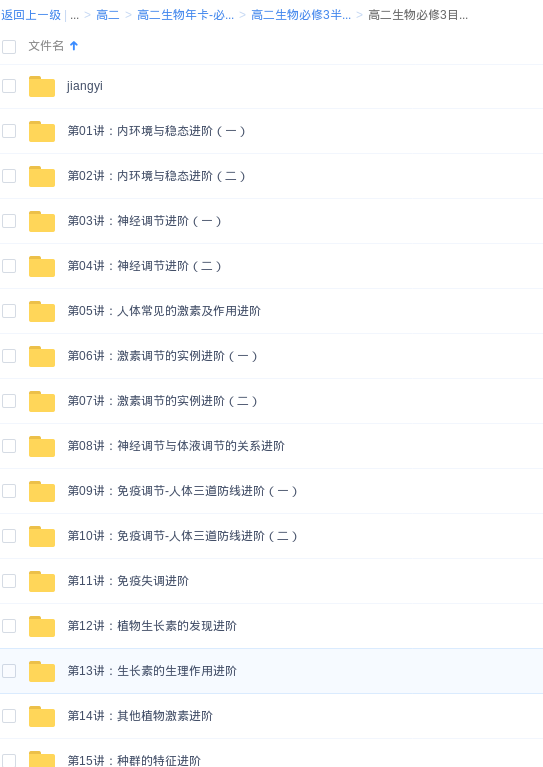 返回上一级 | ... > 高二 > 高二生物年卡-必... > 高二生物必修3半... > 高二生物必修3目...
文件名
jiangyi
第01讲：内环境与稳态进阶（一）
第02讲：内环境与稳态进阶（二）
第03讲：神经调节进阶（一）
第04讲：神经调节进阶（二）
第05讲：人体常见的激素及作用进阶
第06讲：激素调节的实例进阶（一）
第07讲：激素调节的实例进阶（二）
第08讲：神经调节与体液调节的关系进阶
第09讲：免疫调节-人体三道防线进阶（一）
第10讲：免疫调节-人体三道防线进阶（二）
第11讲：免疫失调进阶
第12讲：植物生长素的发现进阶
第13讲：生长素的生理作用进阶
第14讲：其他植物激素进阶
第15讲：种群的特征进阶